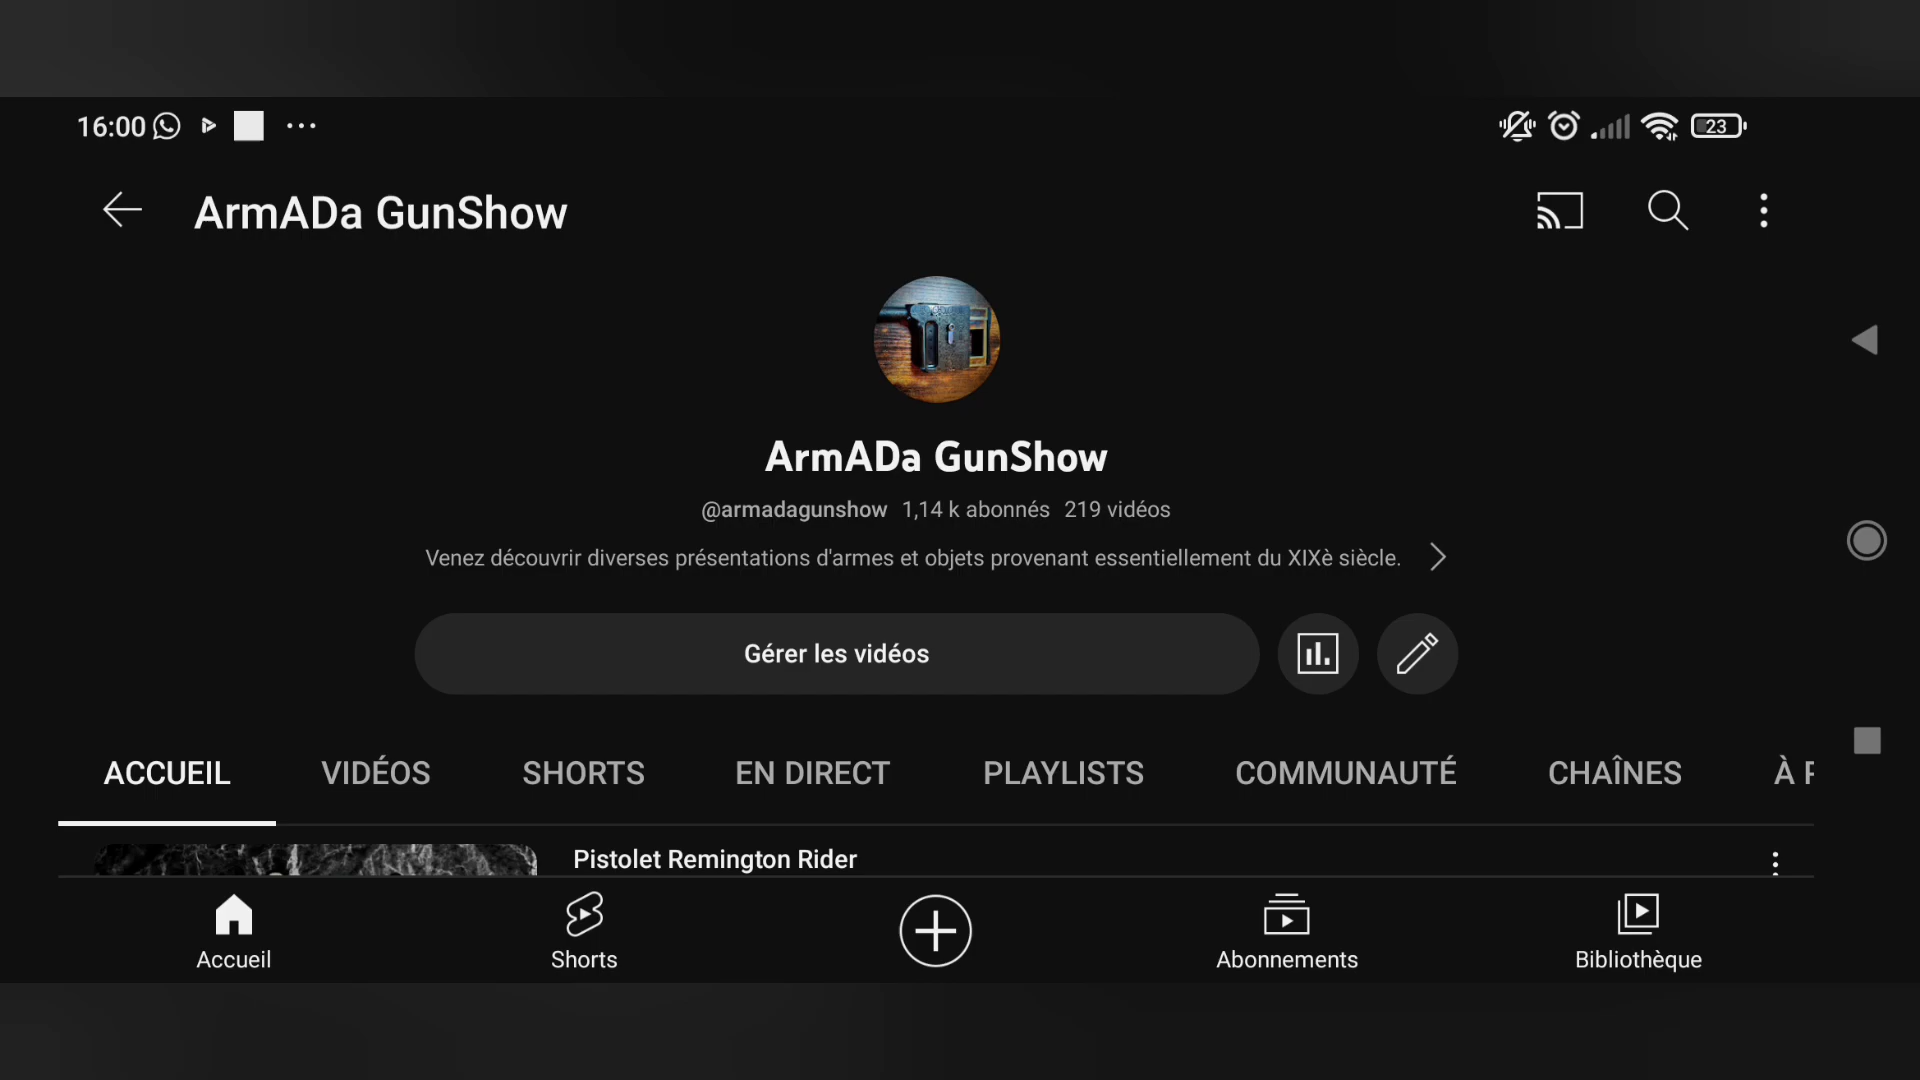 16:00
23
ArmADa GunShow
ArmADa GunShow
@armadagunshow 1,14 k abonnés 219 vidéos
Venez découvrir diverses présentations d'armes et objets provenant essentiellement du XIXè siècle.
Gérer les vidéos
ACCUEIL VIDÉOS SHORTS EN DIRECT PLAYLISTS COMMUNAUTÉ CHAÎNES À
Pistolet Remington Rider
Accueil Shorts Abonnements Bibliothèque